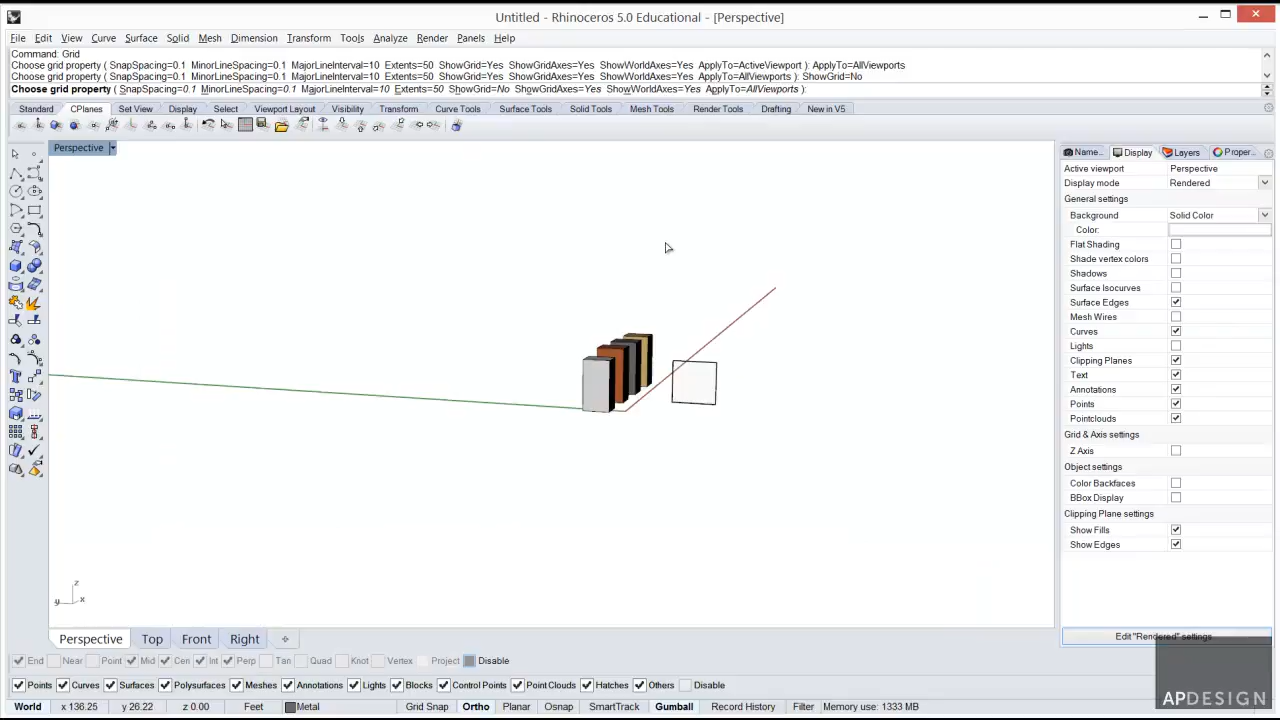 Untitled - Rhinoceros 5.0 Educational - [Perspective]
File Edit View Curve Surface Solid Mesh Dimension Transform Tools Analyze Render Panels Help
Command: Grid
Choose grid property ( SnapSpacing=0.1 MinorLineSpacing=0.1 MajorLineInterval=10 Extents=50 ShowGrid=Yes ShowGridAxes=Yes ShowWorldAxes=Yes ApplyTo=ActiveViewport ): ApplyTo=AllViewports
Choose grid property ( SnapSpacing=0.1 MinorLineSpacing=0.1 MajorLineInterval=10 Extents=50 ShowGrid=Yes ShowGridAxes=Yes ShowWorldAxes=Yes ApplyTo=AllViewports ): ShowGrid=No
Choose grid property ( SnapSpacing=0.1 MinorLineSpacing=0.1 MajorLineInterval=10 Extents=50 ShowGrid=No ShowGridAxes=Yes ShowWorldAxes=Yes ApplyTo=AllViewports ):
Standard CPlanes Set View Display Select Viewport Layout Visibility Transform Curve Tools Surface Tools Solid Tools Mesh Tools Render Tools Drafting New in V5
Perspective
Name... Display Layers Proper...
Active viewport Perspective
Display mode Rendered
General settings
Background Solid Color
Color:
Flat Shading
Shade vertex colors
Shadows
Surface Isocurves
Surface Edges
Mesh Wires
Curves
Lights
Clipping Planes
Text
Annotations
Points
Pointclouds
Grid & Axis settings
Z Axis
Object settings
Color Backfaces
BBox Display
Clipping Plane settings
Show Fills
Show Edges
z
y x
Edit "Rendered" settings
Perspective Top Front Right
End Near Point Mid Cen Int Perp Tan Quad Knot Vertex Project Disable
Points Curves Surfaces Polysurfaces Meshes Annotations Lights Blocks Control Points Point Clouds Hatches Others Disable
World x 136.25 y 26.22 z 0.00 Feet Metal Grid Snap Ortho Planar Osnap SmartTrack Gumball Record History Filter Memory use: 1333 MB
APDESIGN